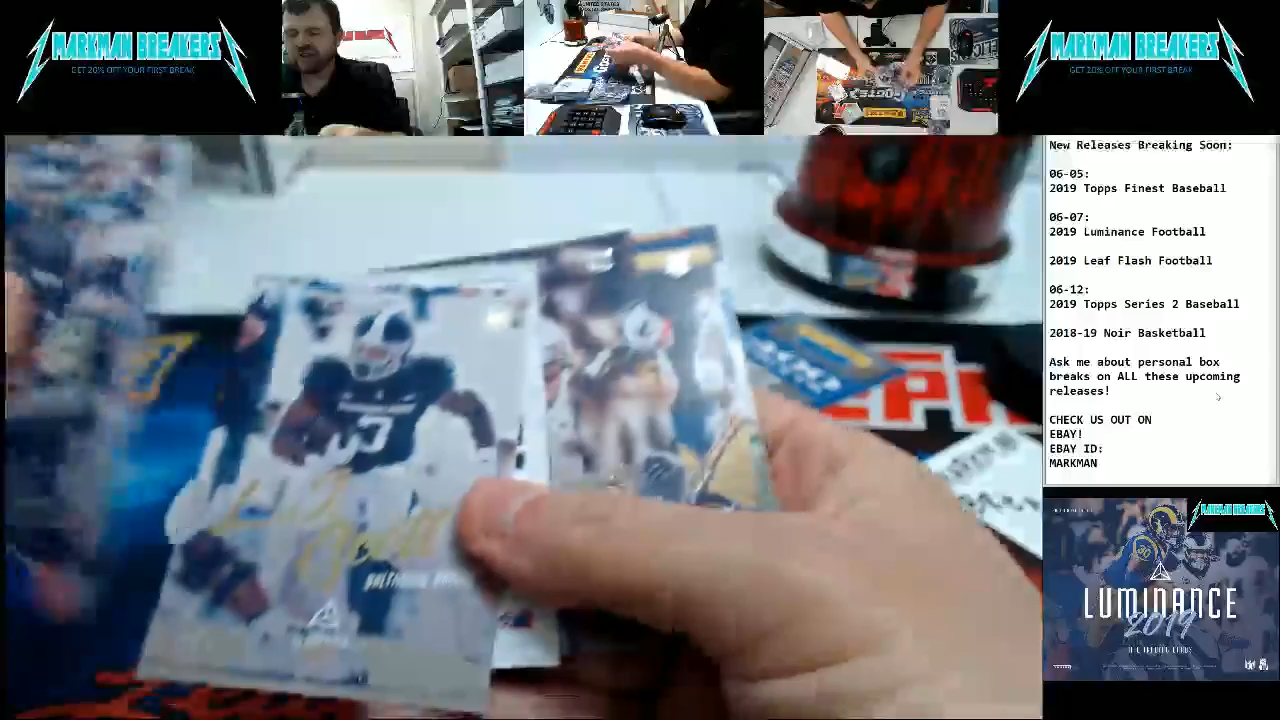 MARKMAN BREAKERS
GET 20% OFF YOUR FIRST BREAK
MARKMAN BREAKERS
GET 20% OFF YOUR FIRST BREAK
New Releases Breaking Soon:
06-05:
2019 Topps Finest Baseball
06-07:
2019 Luminance Football
2019 Leaf Flash Football
06-12:
2019 Topps Series 2 Baseball
2018-19 Noir Basketball
Ask me about personal box
breaks on ALL these upcoming
releases!
CHECK US OUT ON
EBAY!
EBAY ID:
MARKMAN
MARKMAN BREAKERS
LUMINANCE
2019